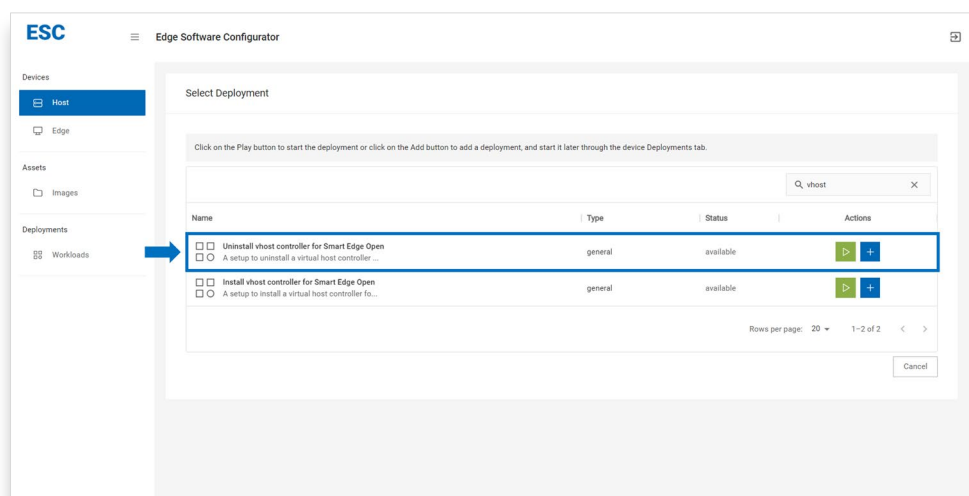 ESC
Edge Software Configurator
Devices
Host
Edge
Assets
Images
Deployments
Workloads
Select Deployment
Click on the Play button to start the deployment or click on the Add button to add a deployment, and start it later through the device Deployments tab.
vhost
Name Type Status Actions
Uninstall vhost controller for Smart Edge Open general available
A setup to uninstall a virtual host controller ...
Install vhost controller for Smart Edge Open general available
A setup to install a virtual host controller fo...
Rows per page: 20 1–2 of 2
Cancel